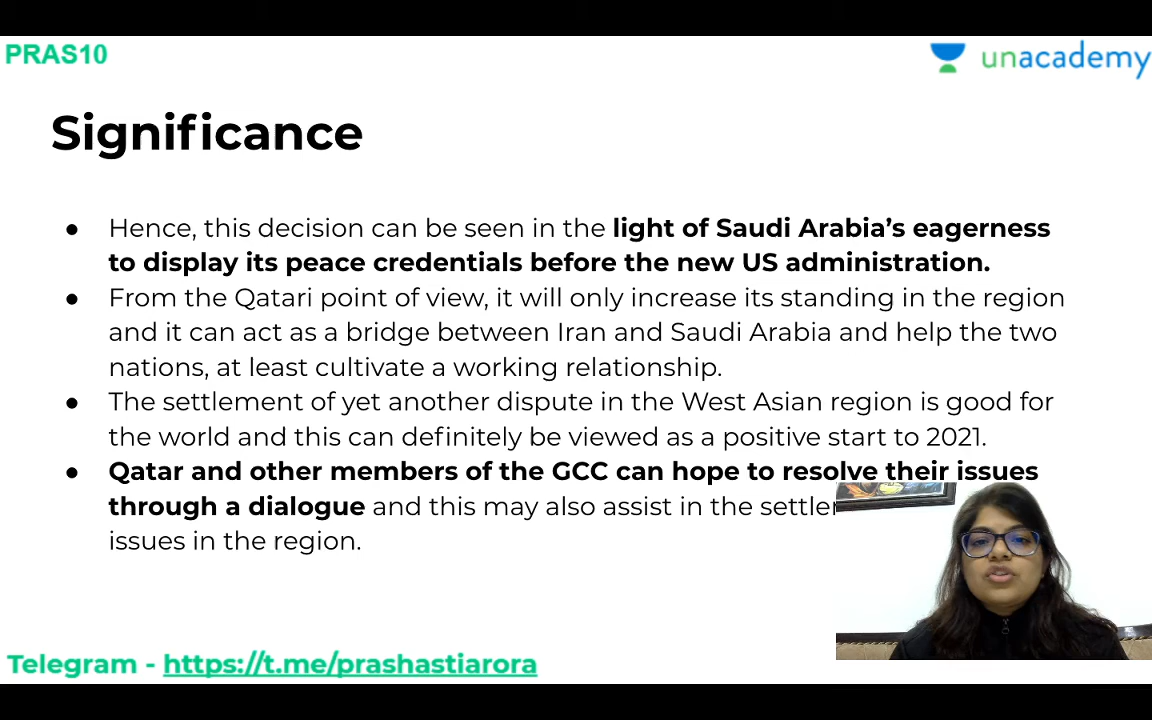 PRAS10
unacademy
Significance
● Hence, this decision can be seen in the light of Saudi Arabia’s eagerness
to display its peace credentials before the new US administration.
● From the Qatari point of view, it will only increase its standing in the region
and it can act as a bridge between Iran and Saudi Arabia and help the two
nations, at least cultivate a working relationship.
● The settlement of yet another dispute in the West Asian region is good for
the world and this can definitely be viewed as a positive start to 2021.
● Qatar and other members of the GCC can hope to resolve their issues
through a dialogue and this may also assist in the
issues in the region.
Telegram - https://t.me/prashastiarora